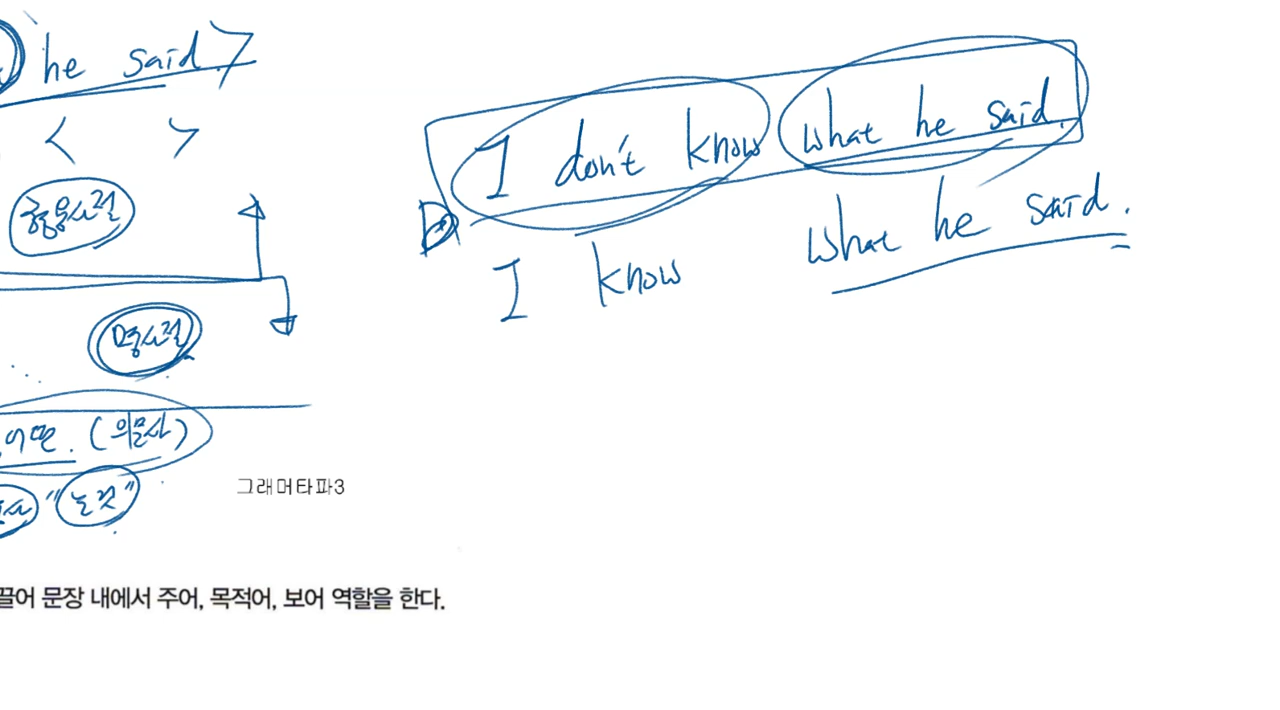 he said?
I don't know what he said.
I know what he said.
< >
형용사절
명사절
(의문사)
"는 것"
그래머타파3
끌어 문장 내에서 주어, 목적어, 보어 역할을 한다.